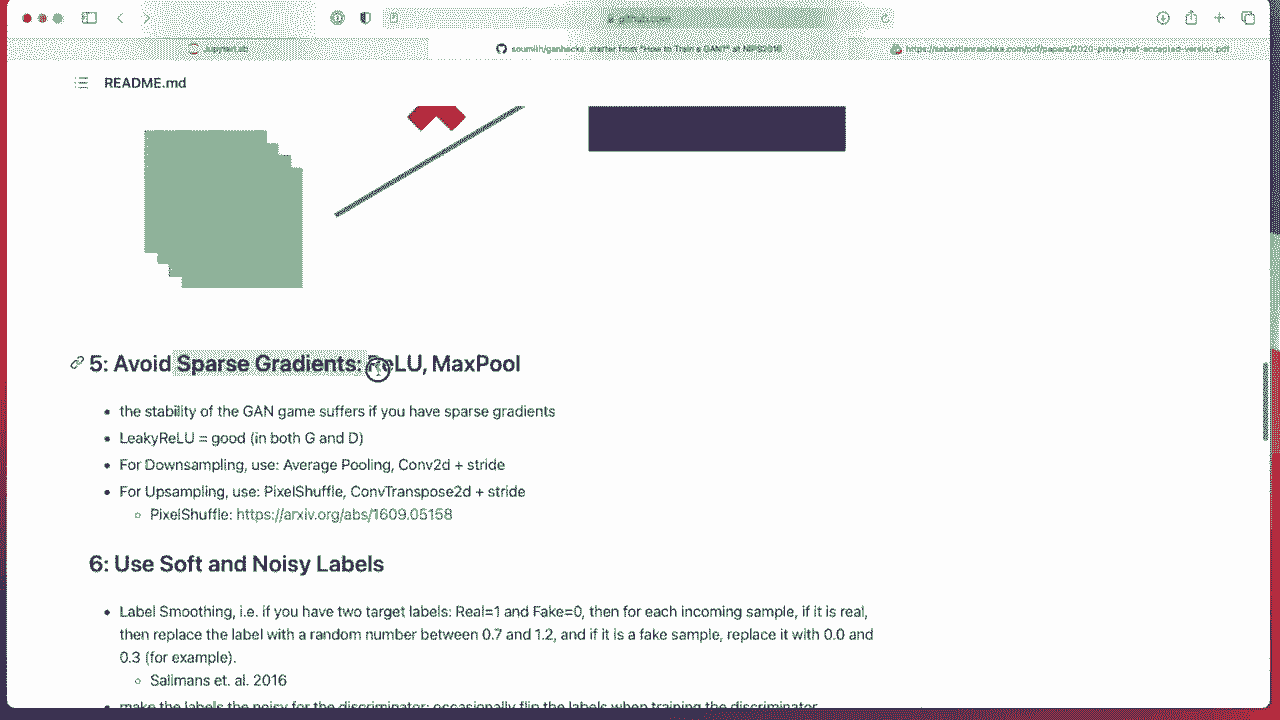 github.com
JupyterLab
soumith/ganhacks: starter from "How to Train a GAN?" at NIPS2016
https://sebastianraschka.com/pdf/papers/2020-privacynet-accepted-version.pdf
README.md
5: Avoid Sparse Gradients: ReLU, MaxPool
the stability of the GAN game suffers if you have sparse gradients
LeakyReLU = good (in both G and D)
For Downsampling, use: Average Pooling, Conv2d + stride
For Upsampling, use: PixelShuffle, ConvTranspose2d + stride
PixelShuffle: https://arxiv.org/abs/1609.05158
6: Use Soft and Noisy Labels
Label Smoothing, i.e. if you have two target labels: Real=1 and Fake=0, then for each incoming sample, if it is real,
then replace the label with a random number between 0.7 and 1.2, and if it is a fake sample, replace it with 0.0 and
0.3 (for example).
Salimans et. al. 2016
make the labels the noisy for the discriminator: occasionally flip the labels when training the discriminator